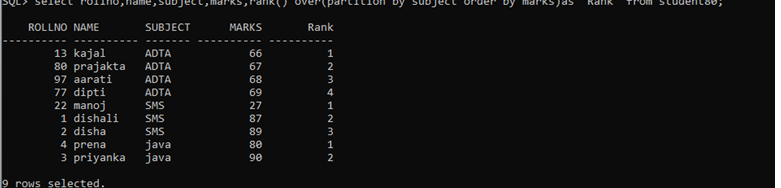 SQL> select rollno,name,subject,marks,rank() over(partition by subject order by marks)as "Rank" from student80;
ROLLNO NAME SUBJECT MARKS Rank
---------- ---------- ------- ---------- ----------
13 kajal ADTA 66 1
80 prajakta ADTA 67 2
97 aarati ADTA 68 3
77 dipti ADTA 69 4
22 manoj SMS 27 1
1 dishali SMS 87 2
2 disha SMS 89 3
4 prena java 80 1
3 priyanka java 90 2
9 rows selected.